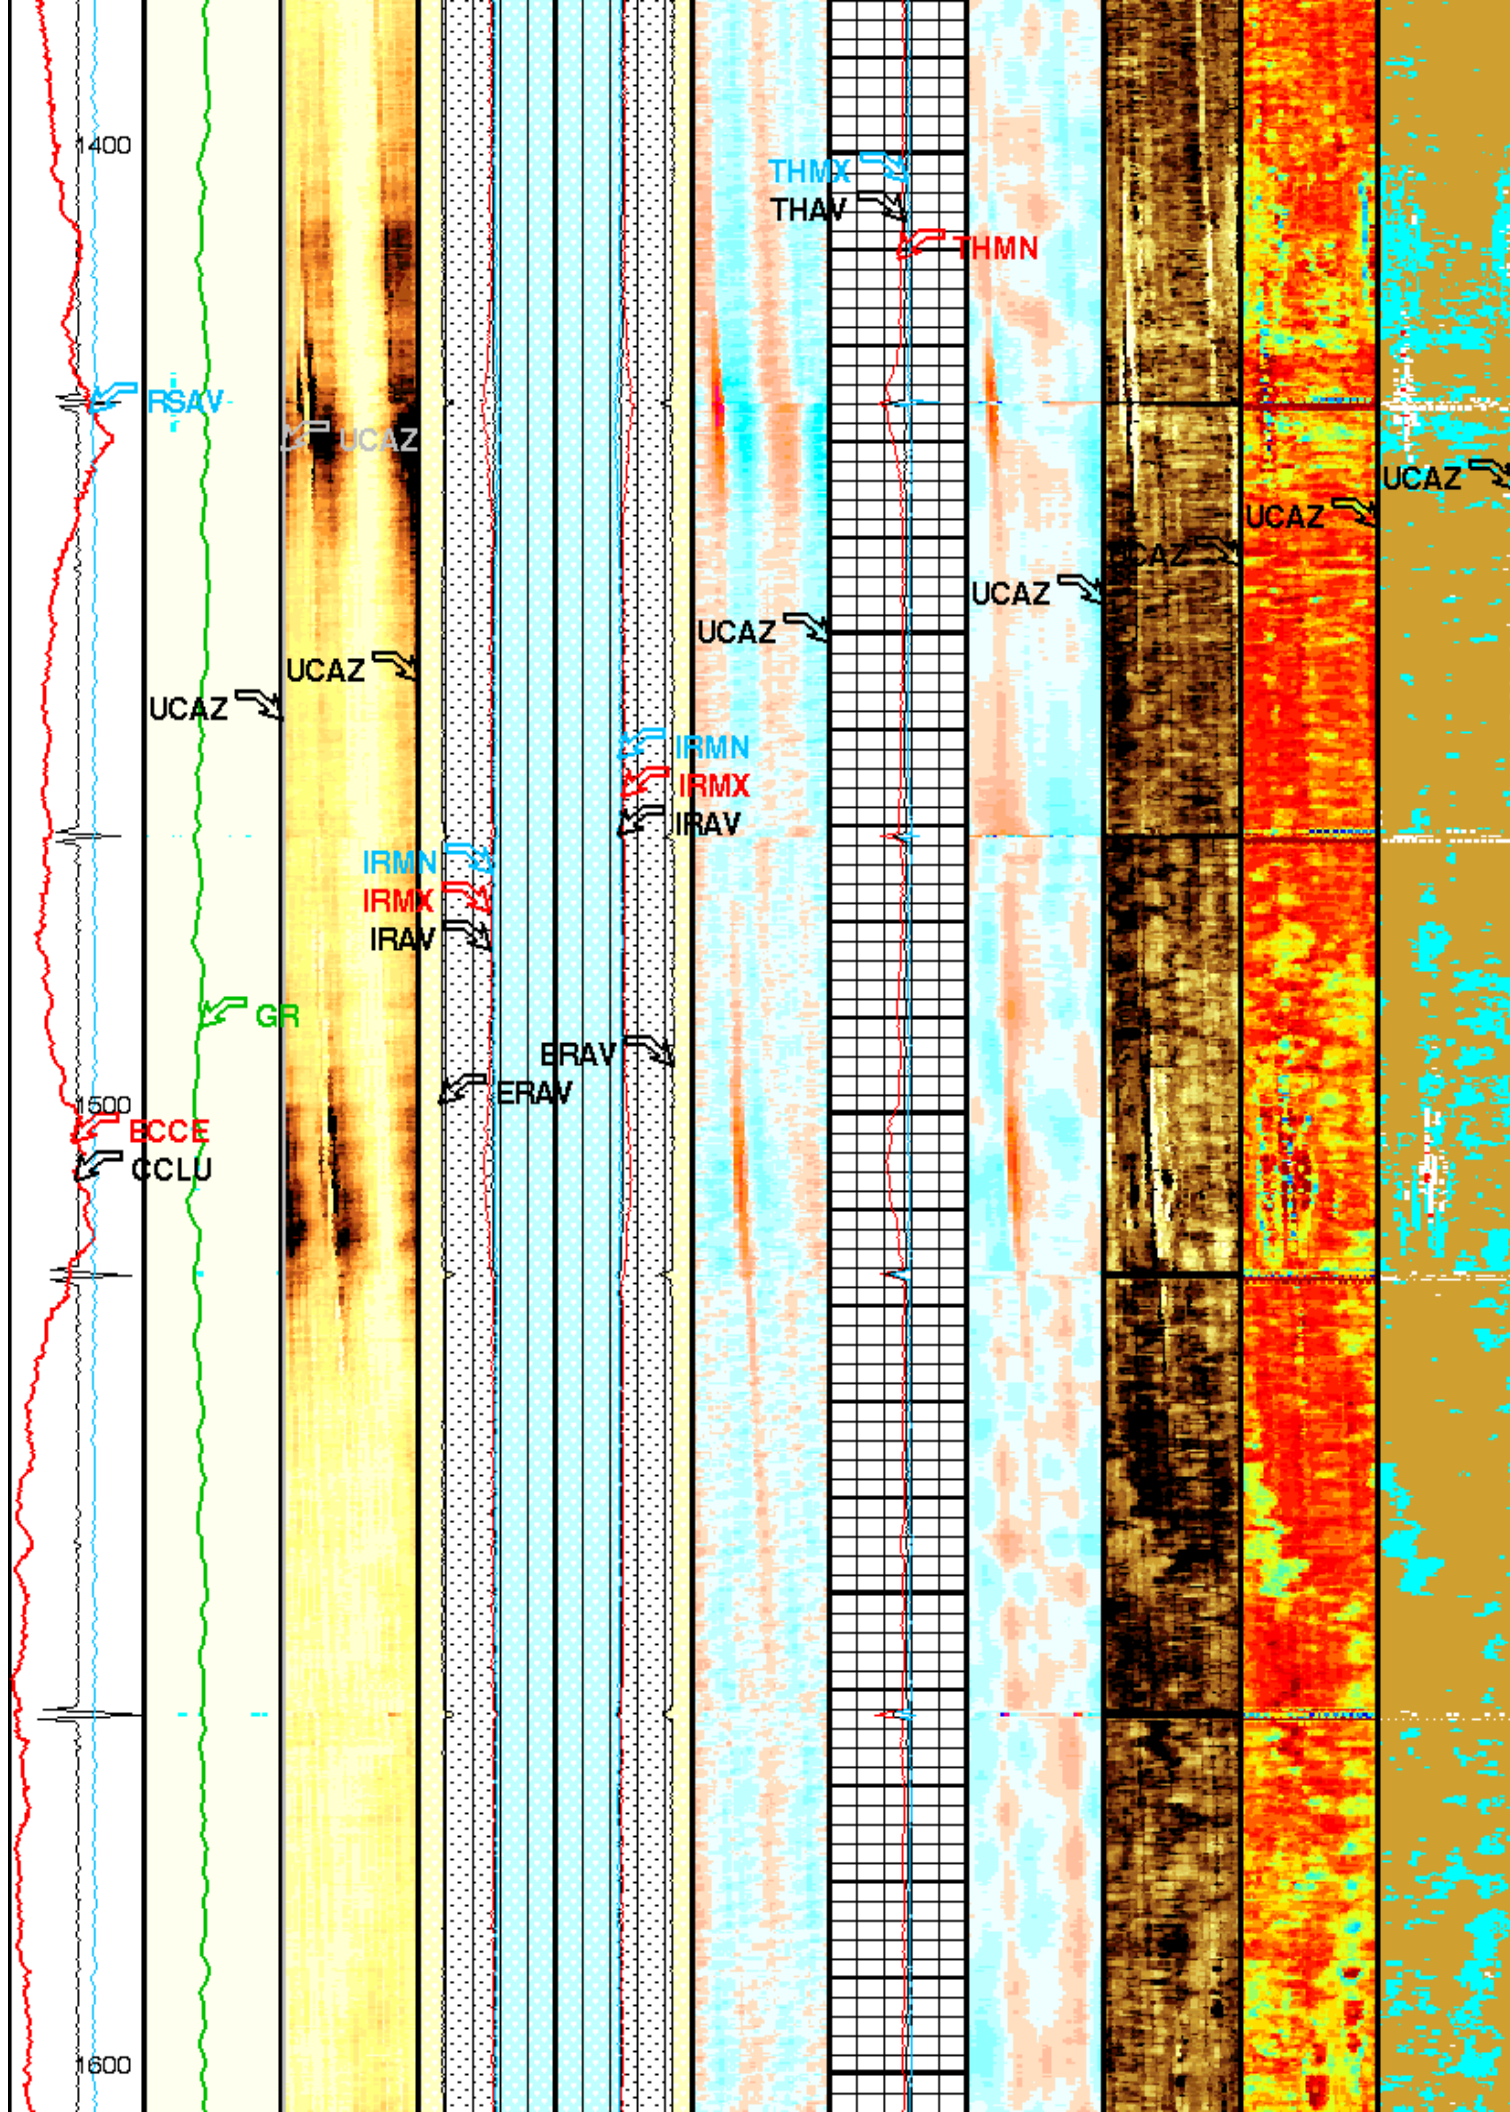 1400
THMX
THAV
THMN
RSAV
UCAZ
UCAZ
UCAZ
UCAZ
UCAZ
UCAZ
UCAZ
UCAZ
IRMN
IRMX
IRAV
IRMN
IRMX
IRAV
GR
ERAV
ERAV
1500
ECCE
CCLU
1600